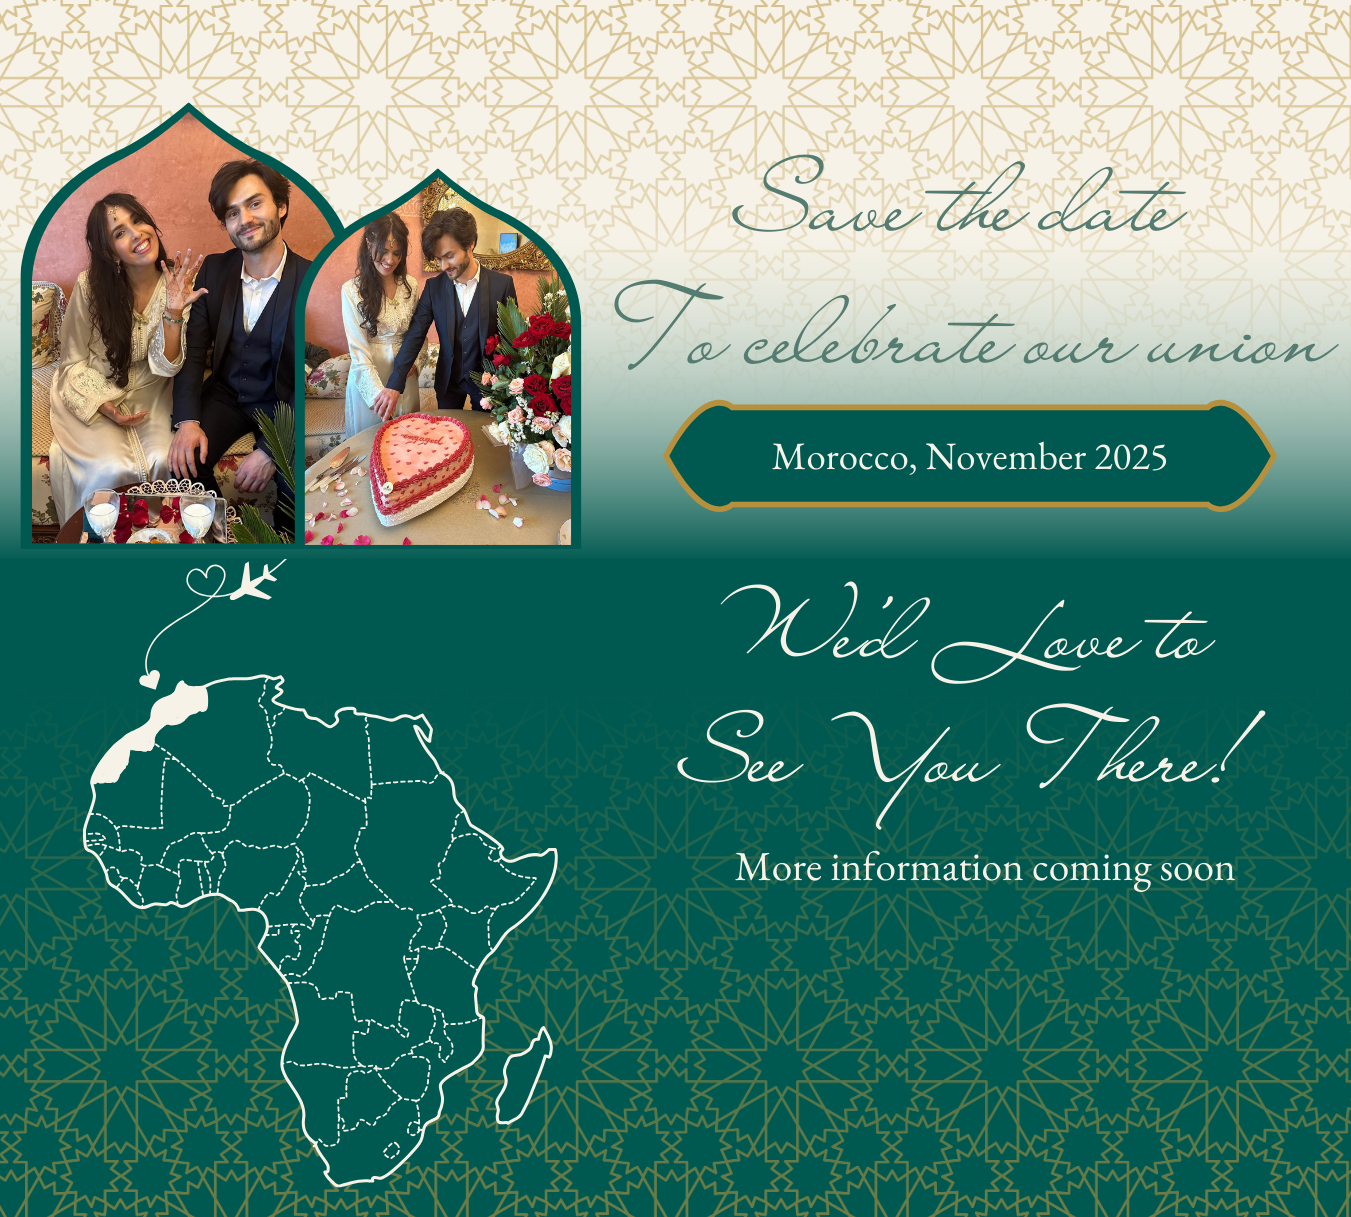 Save the date
To celebrate our union
Morocco, November 2025
We'd Love to
See You There!
More information coming soon